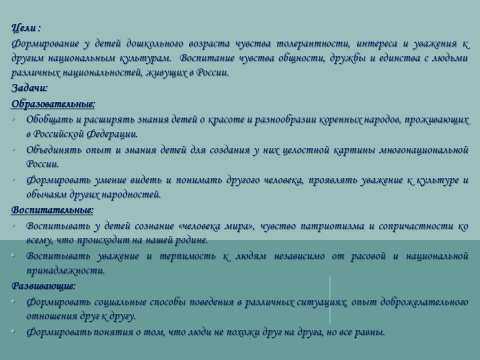 Цели :
Формирование у детей дошкольного возраста чувства толерантности, интереса и уважения к
другим национальным культурам. Воспитание чувства общности, дружбы и единства с людьми
различных национальностей, живущих в России.
Задачи:
Образовательные:
• Обобщать и расширять знания детей о красоте и разнообразии коренных народов, проживающих
в Российской Федерации.
• Объединять опыт и знания детей для создания у них целостной картины многонациональной
России.
• Формировать умение видеть и понимать другого человека, проявлять уважение к культуре и
обычаям других народностей.
Воспитательные:
• Воспитывать у детей сознание «человека мира», чувство патриотизма и сопричастности ко
всему, что происходит на нашей родине.
• Воспитывать уважение и терпимость к людям независимо от расовой и национальной
принадлежности.
Развивающие:
• Формировать социальные способы поведения в различных ситуациях, опыт доброжелательного
отношения друг к другу.
• Формировать понятия о том, что люди не похожи друг на друга, но все равны.